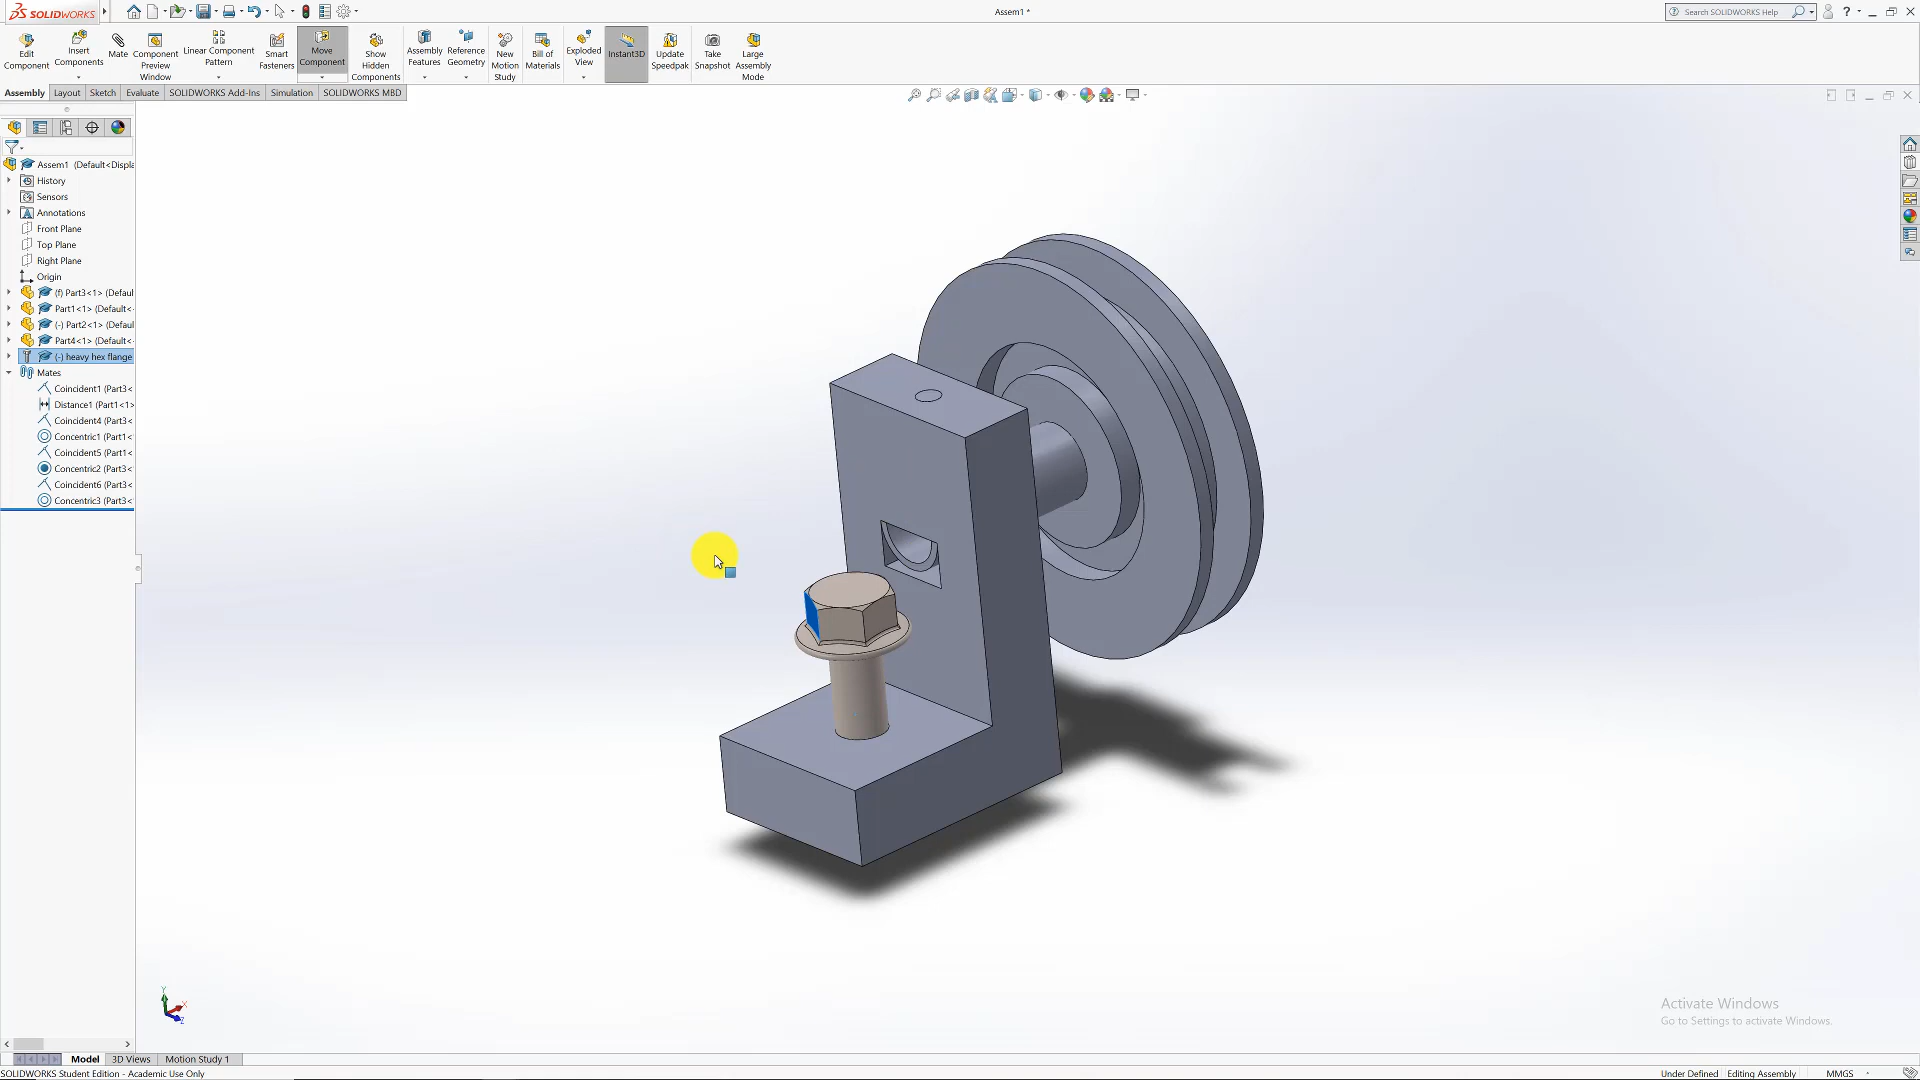 SOLIDWORKS
Assem1 *
Search SOLIDWORKS Help
?
Edit Component
Insert Components
Mate
Component Preview Window
Linear Component Pattern
Smart Fasteners
Move Component
Show Hidden Components
Assembly Features
Reference Geometry
New Motion Study
Bill of Materials
Exploded View
Instant3D
Update Speedpak
Take Snapshot
Large Assembly Mode
Assembly
Layout
Sketch
Evaluate
SOLIDWORKS Add-Ins
Simulation
SOLIDWORKS MBD
Assem1 (Default<Displa
History
Sensors
Annotations
Front Plane
Top Plane
Right Plane
Origin
(f) Part3<1> (Defaul
Part1<1> (Default<
(-) Part2<1> (Defaul
Part4<1> (Default<
(-) heavy hex flange
Mates
Coincident1 (Part3<
Distance1 (Part1<1>
Coincident4 (Part3<
Concentric1 (Part1<
Coincident5 (Part1<
Concentric2 (Part3<
Coincident6 (Part3<
Concentric3 (Part3<
Y
X
Z
Activate Windows
Go to Settings to activate Windows.
Model
3D Views
Motion Study 1
SOLIDWORKS Student Edition - Academic Use Only
Under Defined
Editing Assembly
MMGS